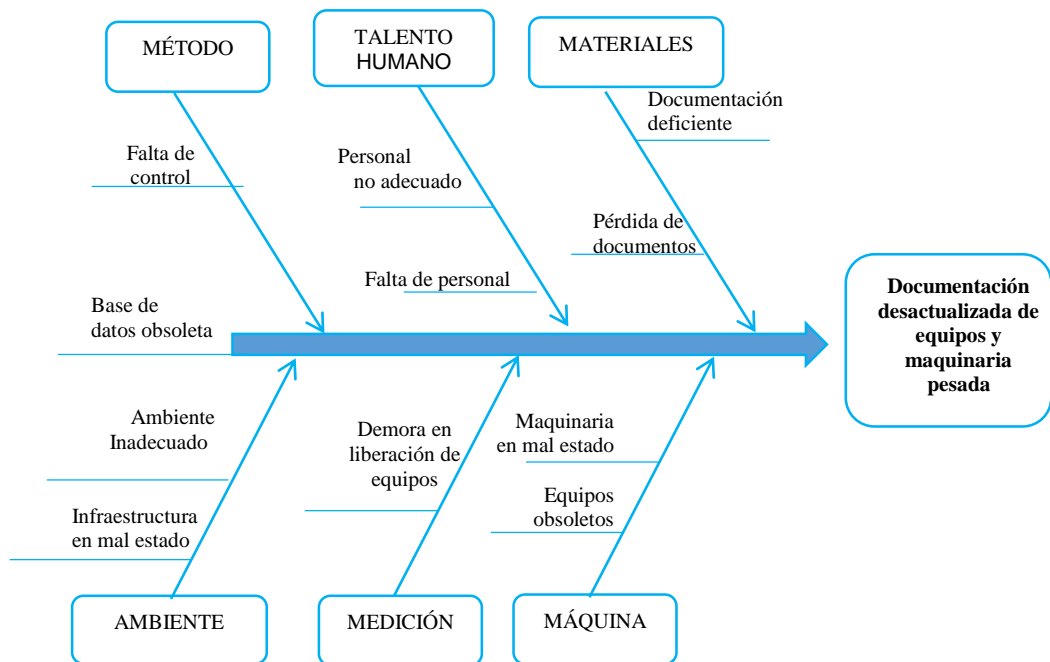 MÉTODO
TALENTO
HUMANO
MATERIALES
Documentación
deficiente
Falta de
control
Personal
no adecuado
Pérdida de
documentos
Falta de personal
Base de
datos obsoleta
Documentación
desactualizada de
equipos y
maquinaria
pesada
Ambiente
Inadecuado
Demora en
liberación de
equipos
Maquinaria
en mal estado
Infraestructura
en mal estado
Equipos
obsoletos
AMBIENTE
MEDICIÓN
MÁQUINA